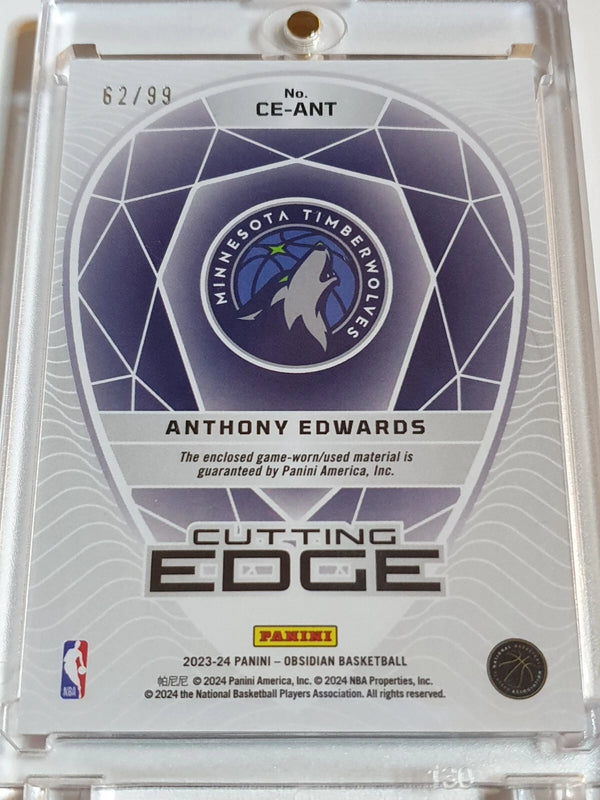 62/99
No.
CE-ANT
MINNESOTA TIMBERWOLVES
ANTHONY EDWARDS
The enclosed game-worn/used material is
guaranteed by Panini America, Inc.
CUTTING
EDGE
PANINI
2023-24 PANINI – OBSIDIAN BASKETBALL
帕尼尼 © 2024 Panini America, Inc. © 2024 NBA Properties, Inc.
© 2024 the National Basketball Players Association. All rights reserved.
NBA
130